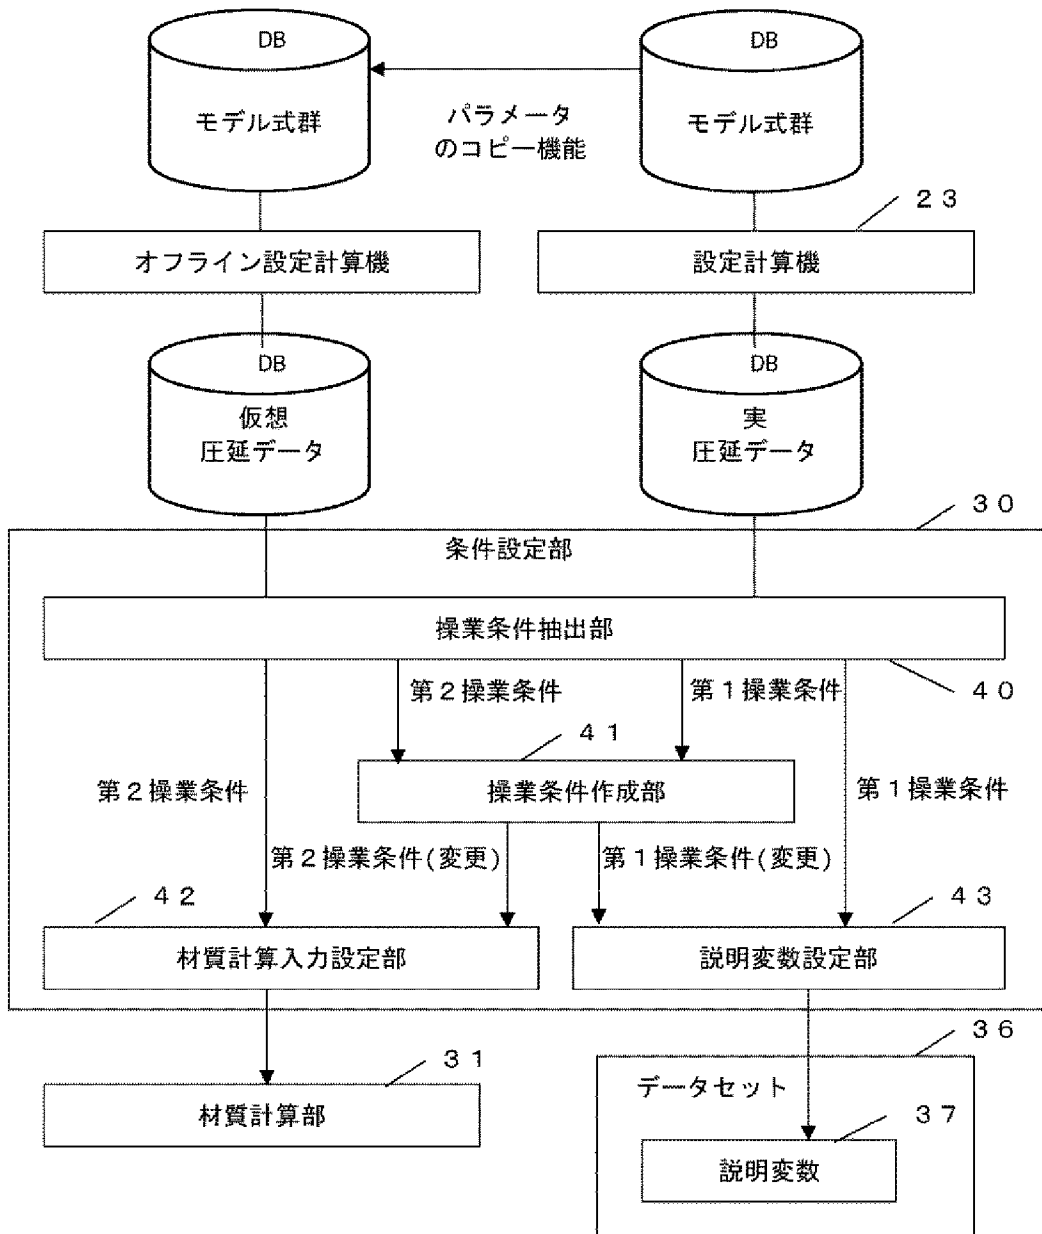 DB
DB
モデル式群
パラメータ
のコピー機能
モデル式群
23
オフライン設定計算機
設定計算機
DB
DB
仮想
圧延データ
実
圧延データ
30
条件設定部
操業条件抽出部
40
第2操業条件
第1操業条件
41
第2操業条件
操業条件作成部
第1操業条件
第2操業条件(変更)
第1操業条件(変更)
42
43
材質計算入力設定部
説明変数設定部
36
31
データセット
材質計算部
37
説明変数